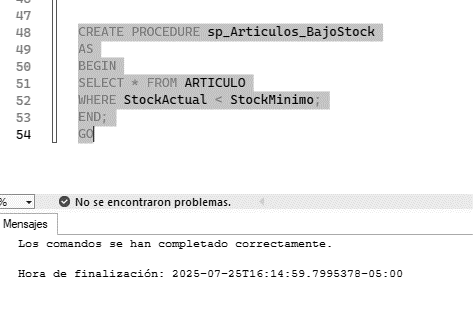 47
48 CREATE PROCEDURE sp_Articulos_BajoStock
49 AS
50 BEGIN
51 SELECT * FROM ARTICULO
52 WHERE StockActual < StockMinimo;
53 END;
54 GO
% No se encontraron problemas.
Mensajes
Los comandos se han completado correctamente.
Hora de finalización: 2025-07-25T16:14:59.7995378-05:00